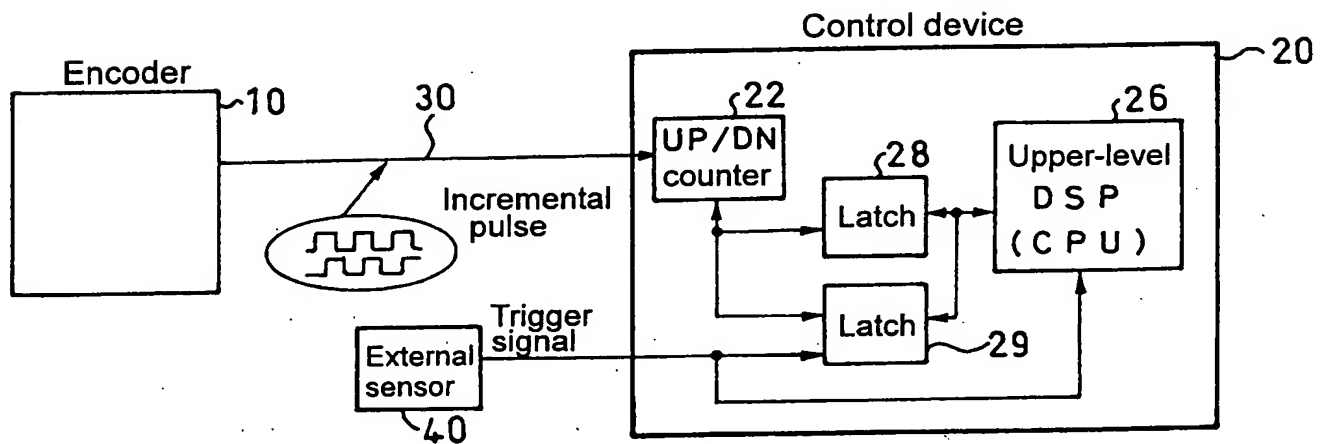 Control device
20
Encoder
10
30
22
26
UP/DN
counter
28
Upper-level
DSP
(CPU)
Latch
Incremental
pulse
Trigger
signal
Latch
29
External
sensor
40